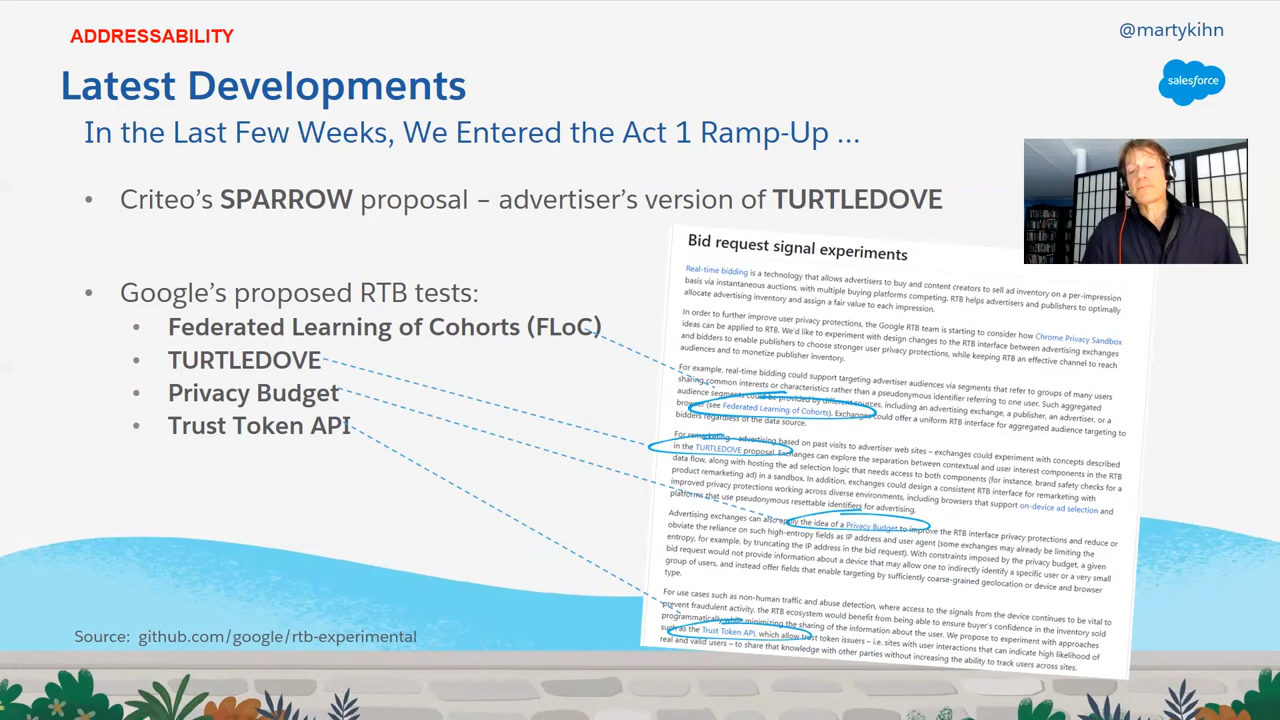 ADDRESSABILITY
@martykihn
Latest Developments
salesforce
In the Last Few Weeks, We Entered the Act 1 Ramp-Up ...
• Criteo's SPARROW proposal – advertiser's version of TURTLEDOVE
• Google's proposed RTB tests:
• Federated Learning of Cohorts (FLoC)
• TURTLEDOVE
• Privacy Budget
• Trust Token API
Bid request signal experiments
Real-time bidding is a technology that allows advertisers to buy and content creators to sell ad inventory on a per-impression
basis via instantaneous auctions, with multiple buying platforms competing. RTB helps advertisers and publishers to optimally
allocate advertising inventory and assign a fair value to each impression.
In order to further improve user privacy protections, the Google RTB team is starting to consider how Chrome Privacy Sandbox
ideas can be applied to RTB. We'd like to experiment with design changes to the RTB interface between advertising exchanges
and bidders to enable publishers to choose stronger user privacy protections, while keeping RTB an effective channel to reach
audiences and to monetize publisher inventory.
For example, real-time bidding could support targeting advertiser audiences via segments that refer to groups of many users
sharing common interests or characteristics rather than a pseudonymous identifier referring to one user. Such aggregated
audience segments could be provided by different sources, including an advertising exchange, a publisher, an advertiser, or a
browser (see Federated Learning of Cohorts). Exchanges could offer a uniform RTB interface for aggregated audience targeting to
bidders regardless of the data source.
For remarketing – advertising based on past visits to advertiser web sites – exchanges could experiment with concepts described
in the TURTLEDOVE proposal. Exchanges can explore the separation between contextual and user interest components in the RTB
data flow, along with hosting the ad selection logic that needs access to both components (for instance, brand safety checks for a
product remarketing ad) in a sandbox. In addition, exchanges could design a consistent RTB interface for remarketing with
improved privacy protections working across diverse environments, including browsers that support on-device ad selection and
platforms that use pseudonymous resettable identifiers for advertising.
Advertising exchanges can also apply the idea of a Privacy Budget to improve the RTB interface privacy protections and reduce or
obviate the reliance on such high-entropy fields as IP address and user agent (some exchanges may already be limiting the
entropy, for example, by truncating the IP address in the bid request). With constraints imposed by the privacy budget, a given
bid request would not provide information about a device that may allow one to indirectly identify a specific user or a very small
group of users, and instead offer fields that enable targeting by sufficiently coarse-grained geolocation or device and browser
type.
For use cases such as non-human traffic and abuse detection, where access to the signals from the device continues to be vital to
prevent fraudulent activity, the RTB ecosystem would benefit from being able to ensure buyer's confidence in the inventory sold
programmatically while minimizing the sharing of the information about the user. We propose to experiment with approaches
such as the Trust Token API, which allow trust token issuers – i.e. sites with user interactions that can indicate high likelihood of
real and valid users – to share that knowledge with other parties without increasing the ability to track users across sites.
Source: github.com/google/rtb-experimental